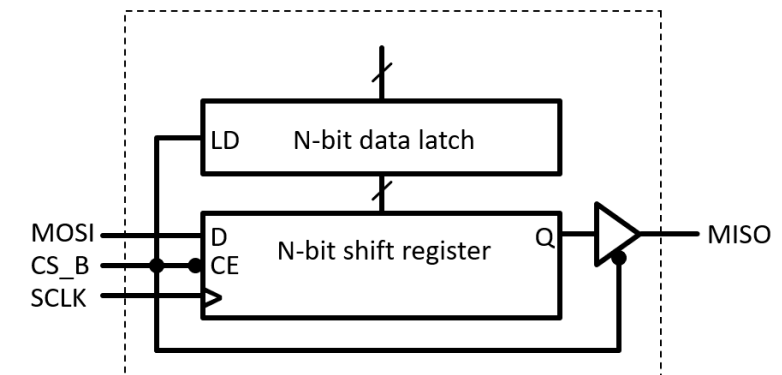 LD N-bit data latch
MOSI D Q MISO
N-bit shift register
CS_B CE
SCLK